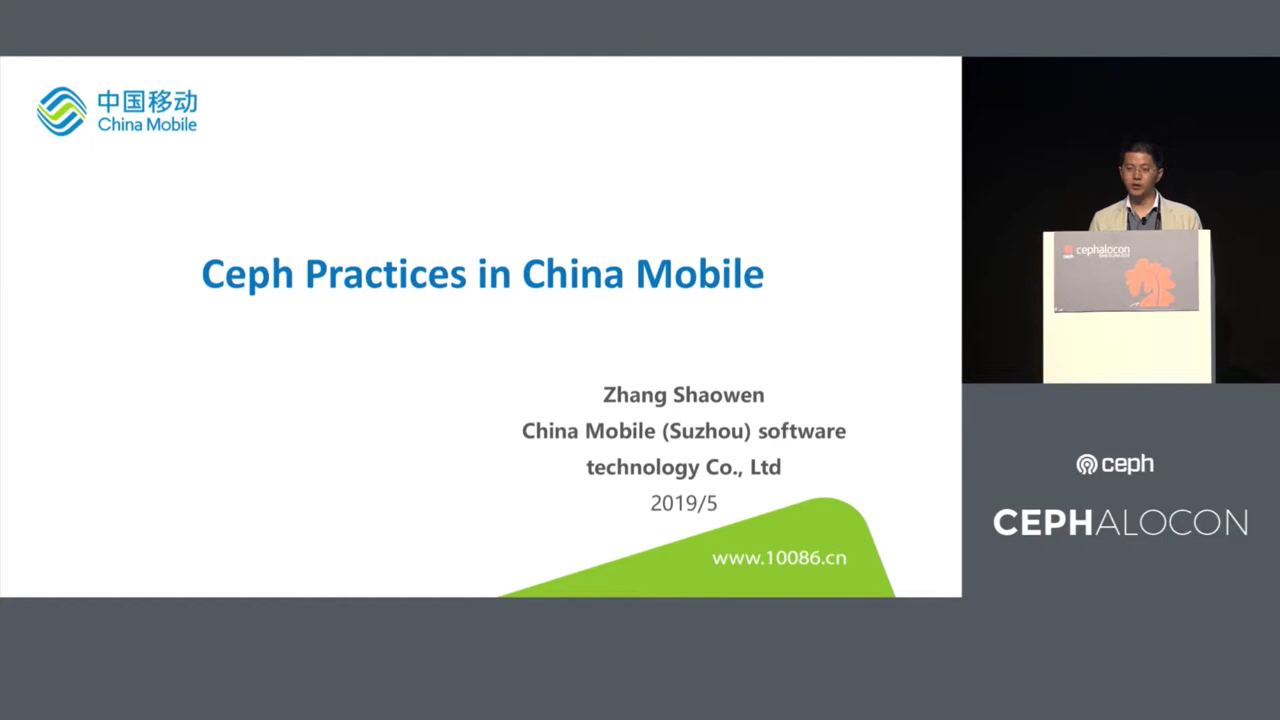 中国移动
China Mobile
Ceph Practices in China Mobile
Zhang Shaowen
China Mobile (Suzhou) software
technology Co., Ltd
2019/5
www.10086.cn
cephalocon
ceph
CEPHALOCON